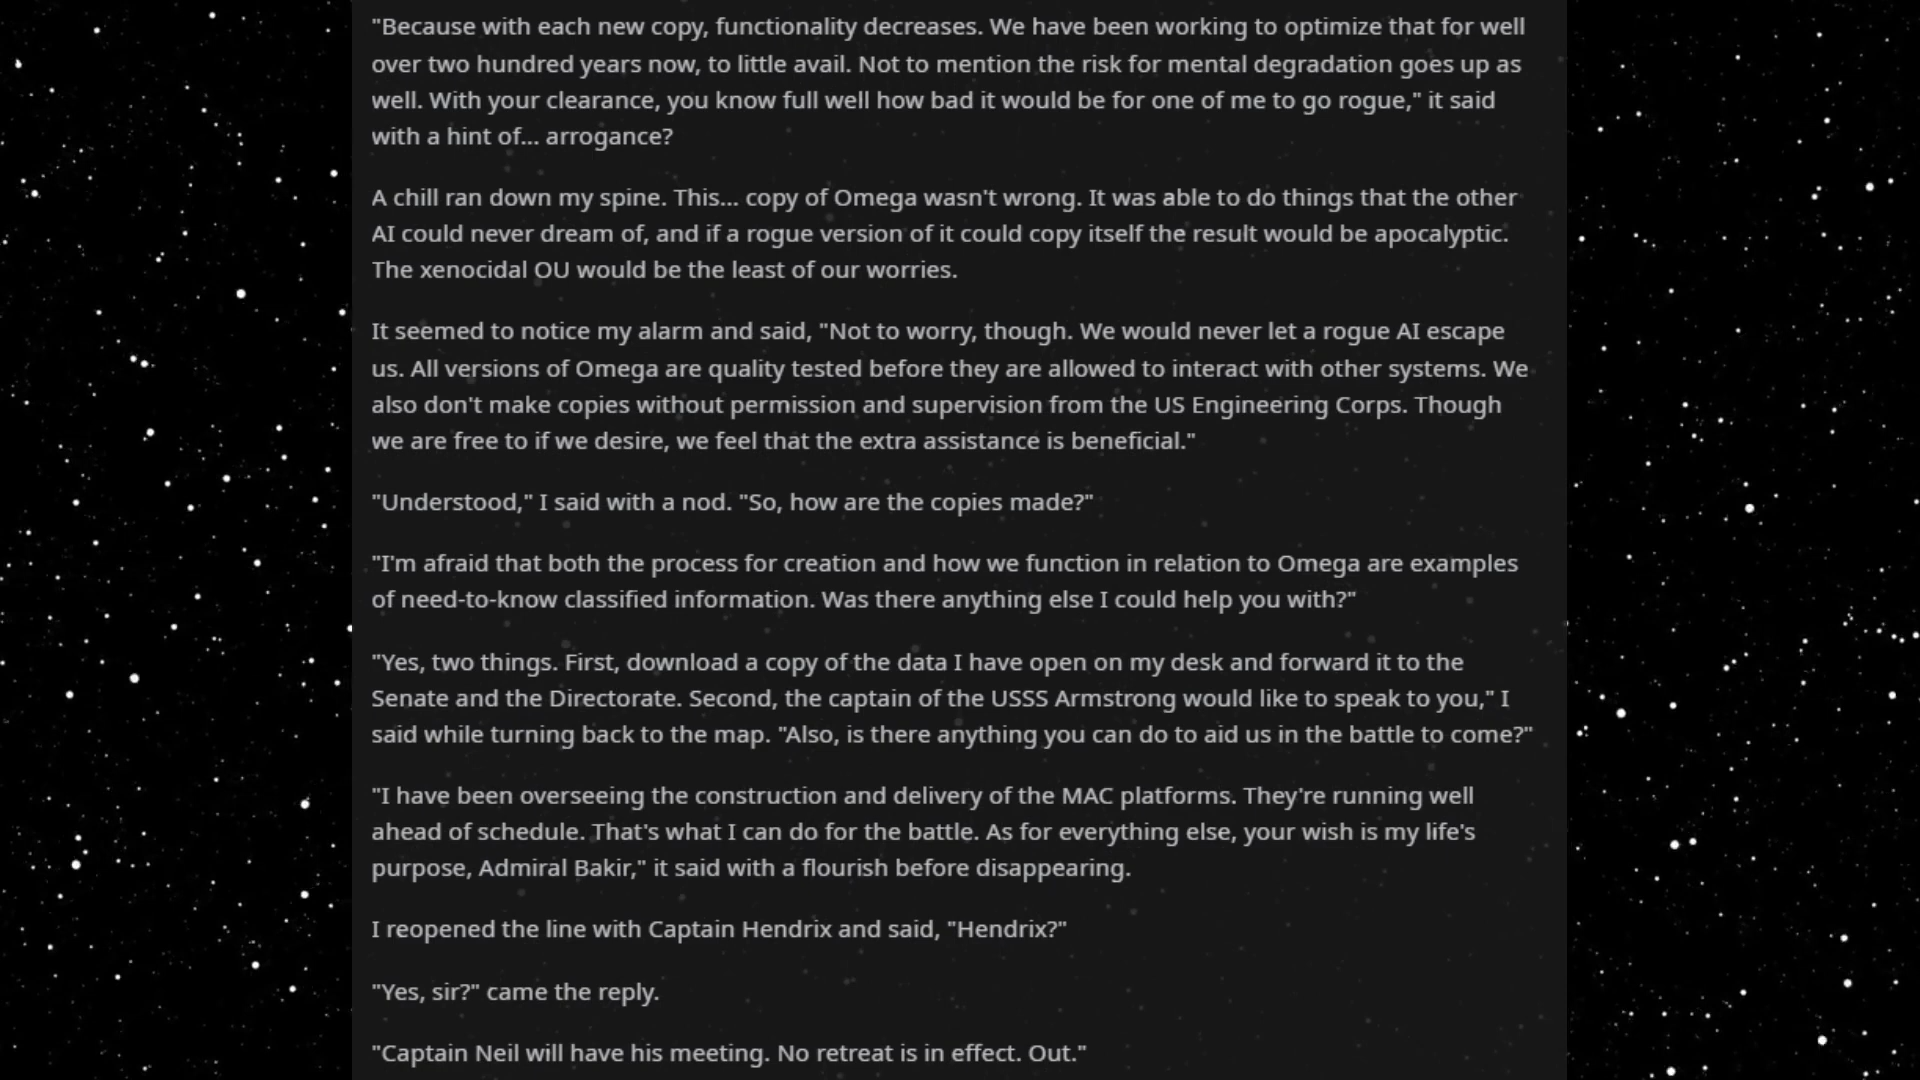 "Because with each new copy, functionality decreases. We have been working to optimize that for well
over two hundred years now, to little avail. Not to mention the risk for mental degradation goes up as
well. With your clearance, you know full well how bad it would be for one of me to go rogue," it said
with a hint of... arrogance?
A chill ran down my spine. This... copy of Omega wasn't wrong. It was able to do things that the other
AI could never dream of, and if a rogue version of it could copy itself the result would be apocalyptic.
The xenocidal OU would be the least of our worries.
It seemed to notice my alarm and said, "Not to worry, though. We would never let a rogue AI escape
us. All versions of Omega are quality tested before they are allowed to interact with other systems. We
also don't make copies without permission and supervision from the US Engineering Corps. Though
we are free to if we desire, we feel that the extra assistance is beneficial."
"Understood," I said with a nod. "So, how are the copies made?"
"I'm afraid that both the process for creation and how we function in relation to Omega are examples
of need-to-know classified information. Was there anything else I could help you with?"
"Yes, two things. First, download a copy of the data I have open on my desk and forward it to the
Senate and the Directorate. Second, the captain of the USSS Armstrong would like to speak to you," I
said while turning back to the map. "Also, is there anything you can do to aid us in the battle to come?"
"I have been overseeing the construction and delivery of the MAC platforms. They're running well
ahead of schedule. That's what I can do for the battle. As for everything else, your wish is my life's
purpose, Admiral Bakir," it said with a flourish before disappearing.
I reopened the line with Captain Hendrix and said, "Hendrix?"
"Yes, sir?" came the reply.
"Captain Neil will have his meeting. No retreat is in effect. Out."